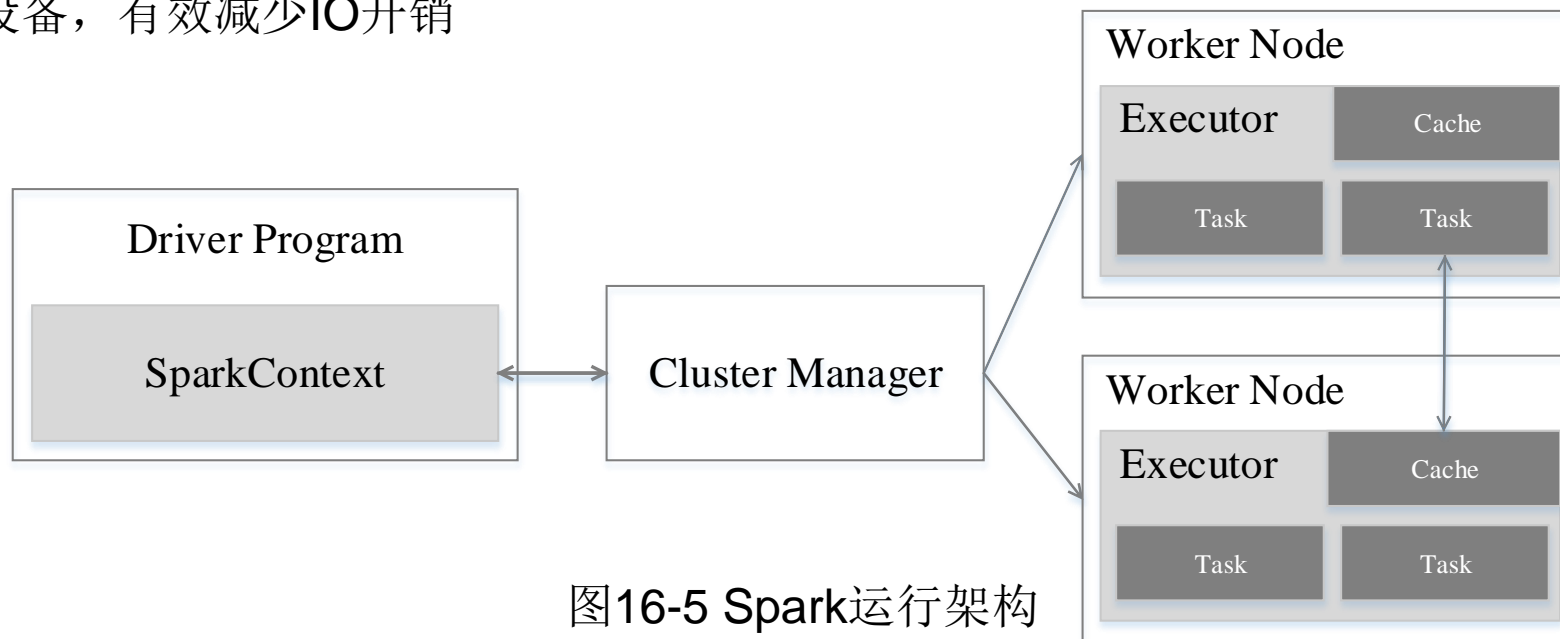 设备，有效减少IO开销
Worker Node
Executor
Cache
Task
Task
Driver Program
SparkContext
Cluster Manager
Worker Node
Executor
Cache
Task
Task
图16-5 Spark运行架构